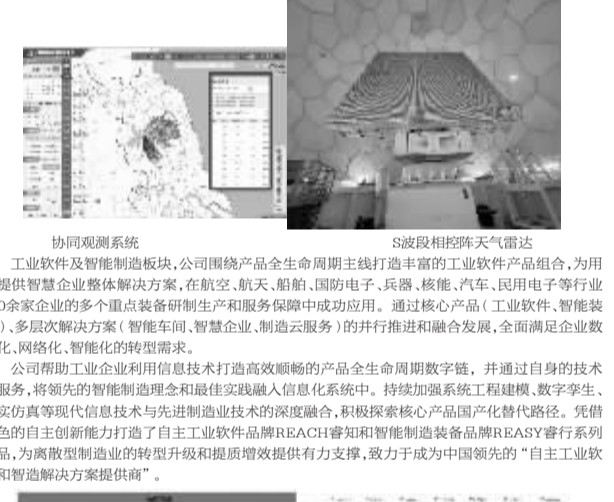 协同观测系统
S波段相控阵天气雷达
工业软件及智能制造板块,公司围绕产品全生命周期主线打造丰富的工业软件产品组合,为用
提供智慧企业整体解决方案,在航空、航天、船舶、国防电子、兵器、核能、汽车、民用电子等行业
0余家企业的多个重点装备研制生产和服务保障中成功应用。通过核心产品(工业软件、智能装
)、多层次解决方案(智能车间、智慧企业、制造云服务)的并行推进和融合发展,全面满足企业数
化、网络化、智能化的转型需求。
公司帮助工业企业利用信息技术打造高效顺畅的产品全生命周期数字链,并通过自身的技术
服务,将领先的智能制造理念和最佳实践融入信息化系统中。持续加强系统工程建模、数字孪生、
实仿真等现代信息技术与先进制造业技术的深度融合,积极探索核心产品国产化替代路径。凭借
色的自主创新能力打造了自主工业软件品牌REACH睿知和智能制造装备品牌REASY睿行系列
品,为离散型制造业的转型升级和提质增效提供有力支撑,致力于成为中国领先的“自主工业软
和智造解决方案提供商”。